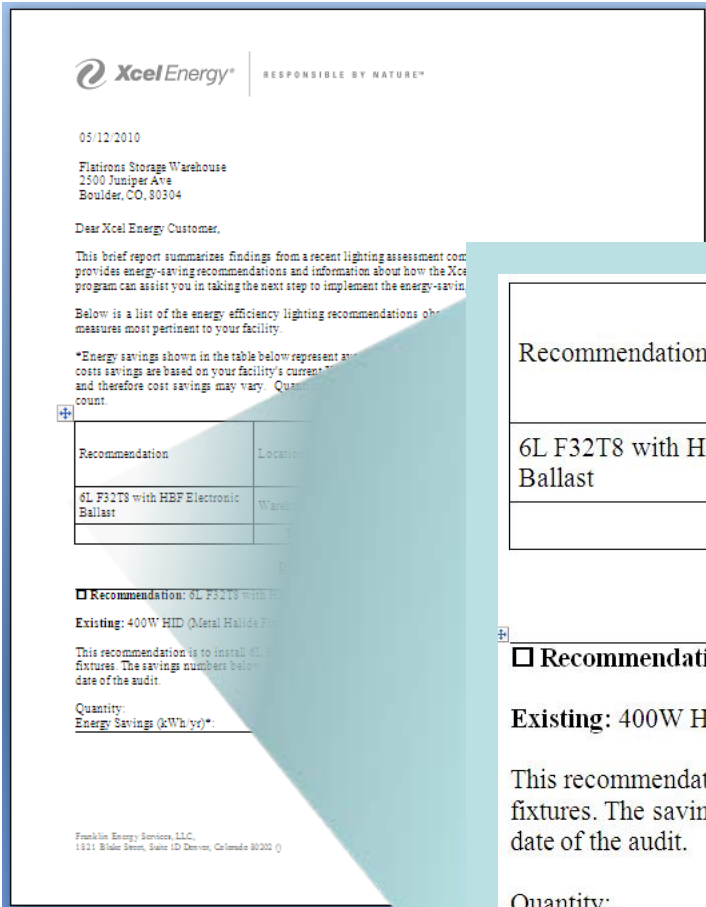 Xcel Energy® RESPONSIBLE BY NATURE™
05/12/2010
Flatirons Storage Warehouse
2500 Juniper Ave
Boulder, CO, 80304
Dear Xcel Energy Customer,
This brief report summarizes findings from a recent lighting assessment com
provides energy-saving recommendations and information about how the Xce
program can assist you in taking the next step to implement the energy-savin
Below is a list of the energy efficiency lighting recommendations
measures most pertinent to your facility.
*Energy savings shown in the table below represent
costs savings are based on your facility's current
and therefore cost savings may vary.
count.
Recommendation Location
6L F32T8 with HBF Electronic
Ballast
☐ Recommendation: 6L F32T8 with
Existing: 400W HID (Metal Halide
This recommendation is to install 6L
fixtures. The savings numbers below
date of the audit.
Quantity:
Energy Savings (kWh/yr)*:
Franklin Energy Services, LLC,
1821 Blake Street, Suite 1D Denver, Colorado 80202 ()
Recommendation
6L F32T8 with H
Ballast
☐ Recommendati
Existing: 400W H
This recommendat
fixtures. The savin
date of the audit.
Quantity: